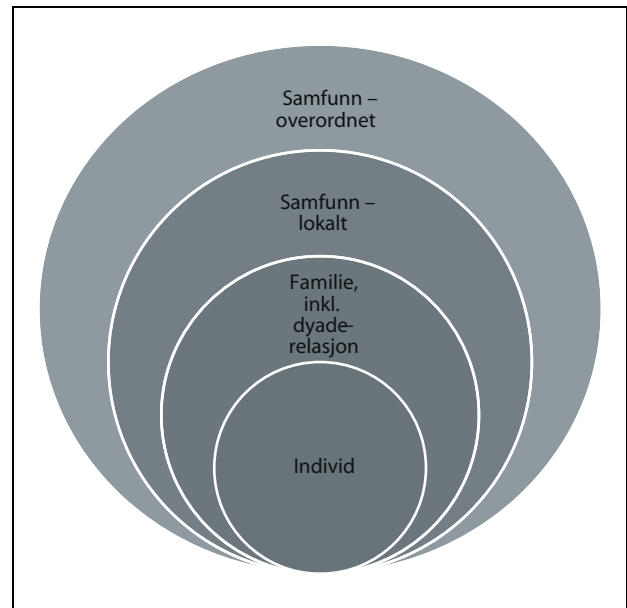 Samfunn –
overordnet
Samfunn –
lokalt
Familie,
inkl.
dyade-
relasjon
Individ